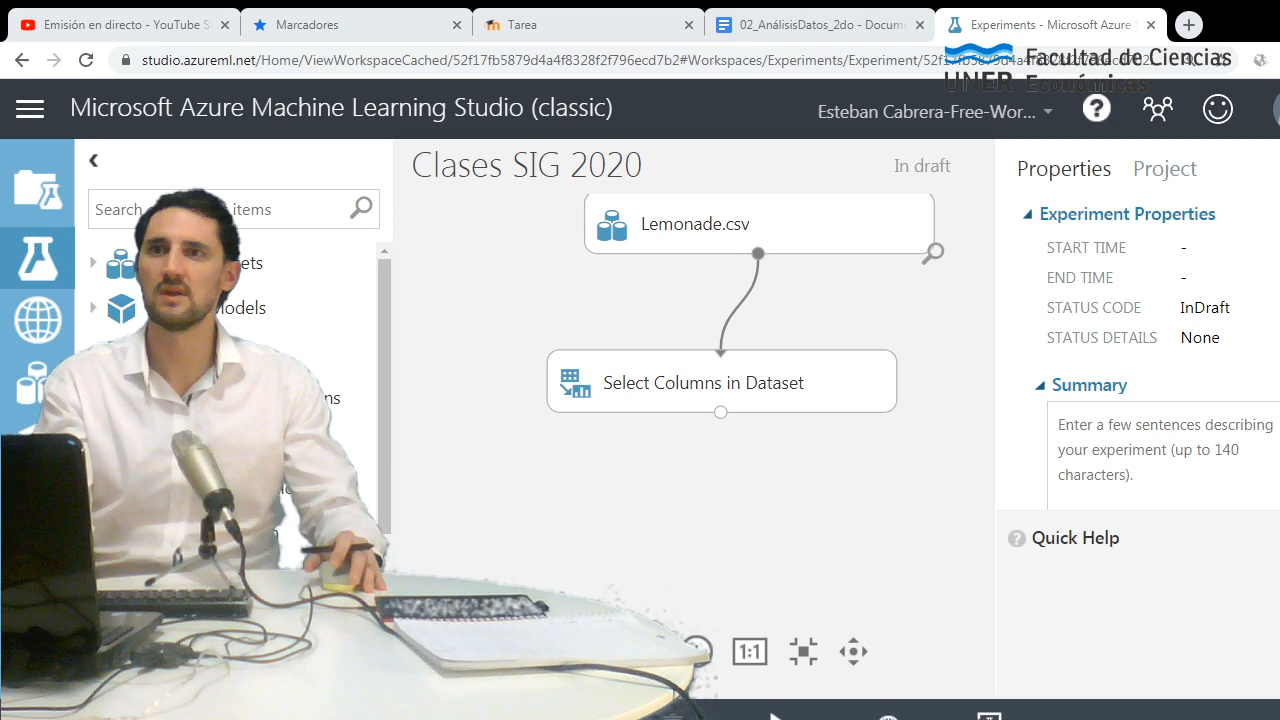 Emisión en directo - YouTube S
Marcadores
Tarea
02_AnálisisDatos_2do - Docume
Experiments - Microsoft Azure
studio.azureml.net/Home/ViewWorkspaceCached/52f17fb5879d4a4f8328f2f796ecd7b2#Workspaces/Experiments/Experiment/
Facultad de Ciencias
UNER Económicas
Microsoft Azure Machine Learning Studio (classic)
Esteban Cabrera-Free-Wor...
Clases SIG 2020
In draft
Properties
Project
Search
items
Experiment Properties
Lemonade.csv
START TIME -
END TIME -
STATUS CODE InDraft
STATUS DETAILS None
Select Columns in Dataset
Summary
Enter a few sentences describing
your experiment (up to 140
characters).
Quick Help
1:1